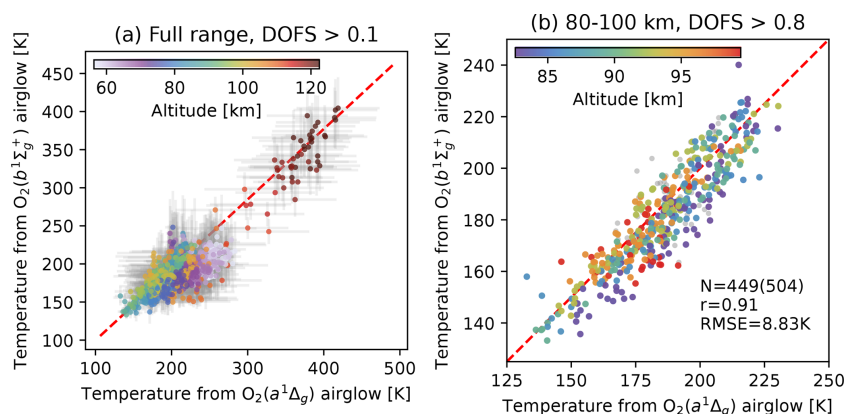 (a) Full range, DOFS > 0.1
Temperature from O₂(b¹Σg⁺) airglow [K]
450
400
350
300
250
200
150
100
60 80 100 120
Altitude [km]
100 200 300 400 500
Temperature from O₂(a¹Δg) airglow [K]
(b) 80-100 km, DOFS > 0.8
Temperature from O₂(b¹Σg⁺) airglow [K]
240
220
200
180
160
140
85 90 95
Altitude [km]
N=449(504)
r=0.91
RMSE=8.83K
125 150 175 200 225 250
Temperature from O₂(a¹Δg) airglow [K]